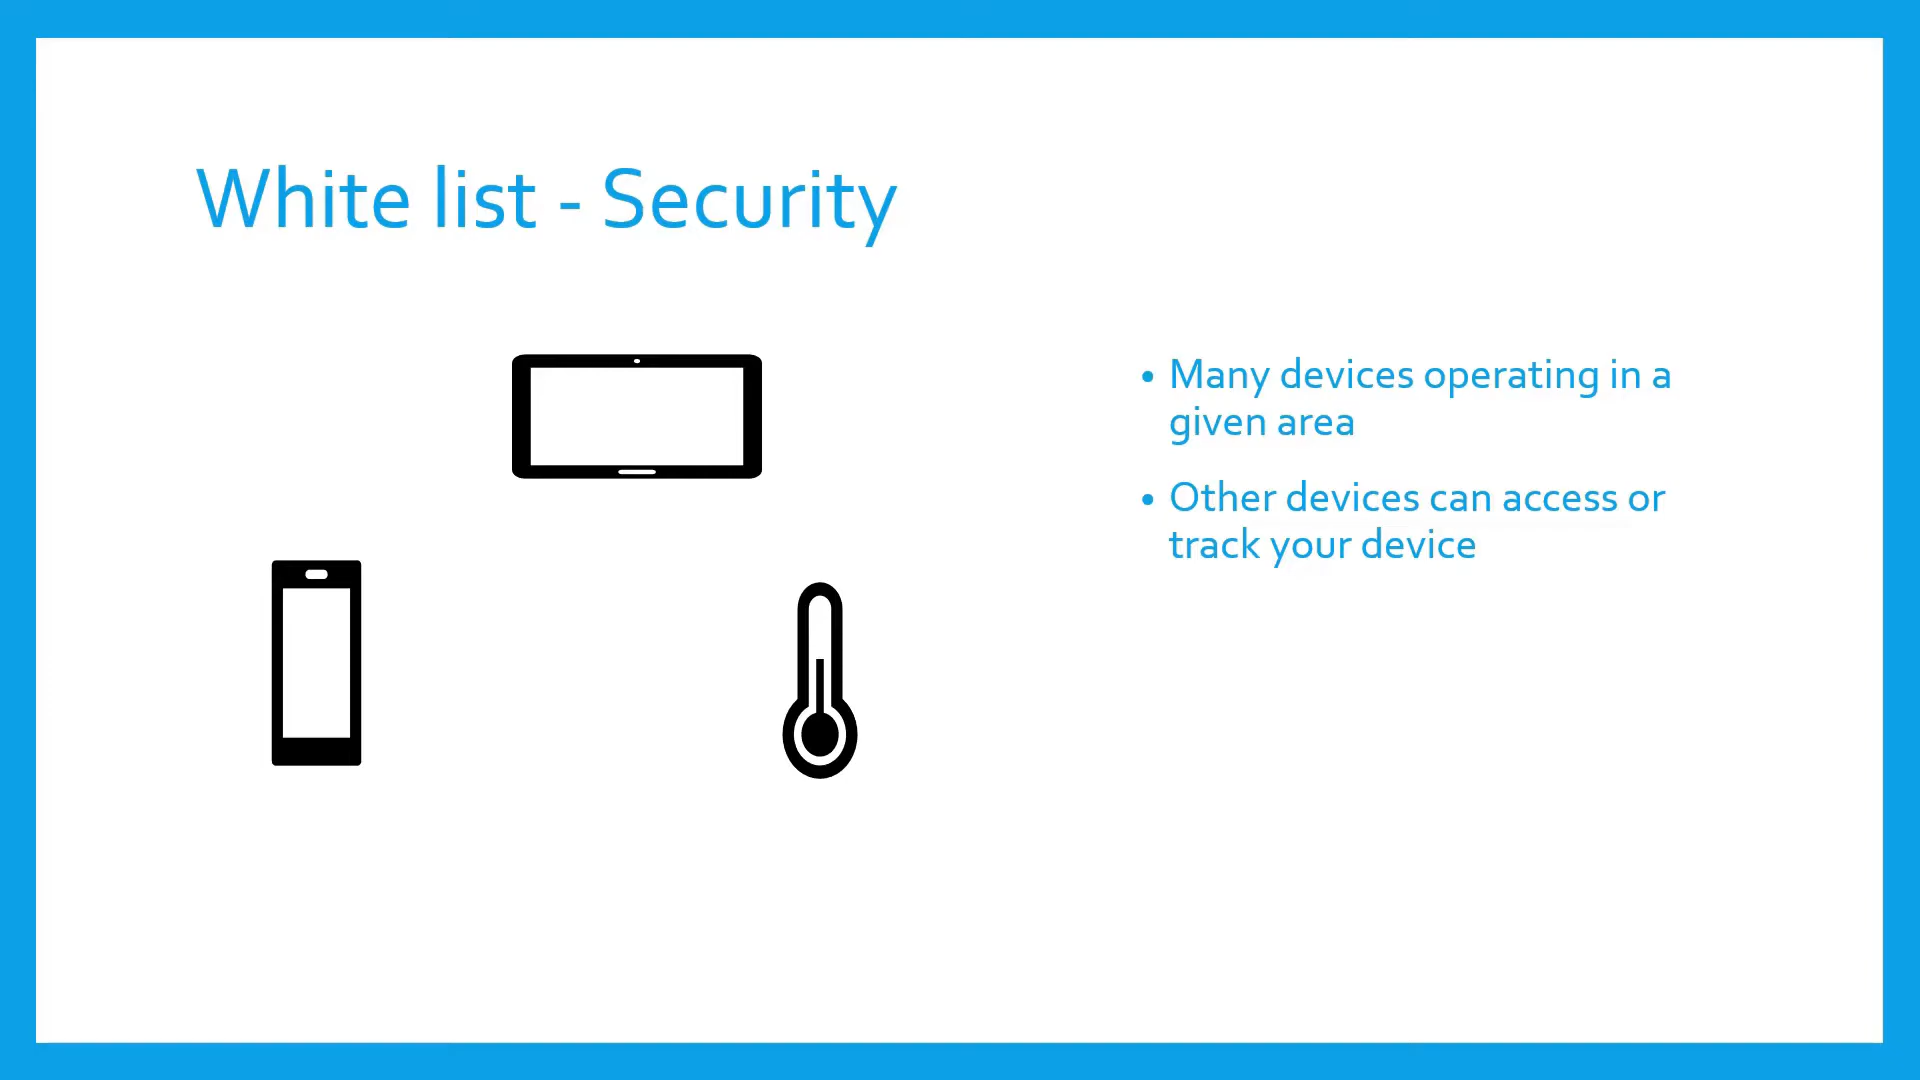 White list - Security
• Many devices operating in a
given area
• Other devices can access or
track your device